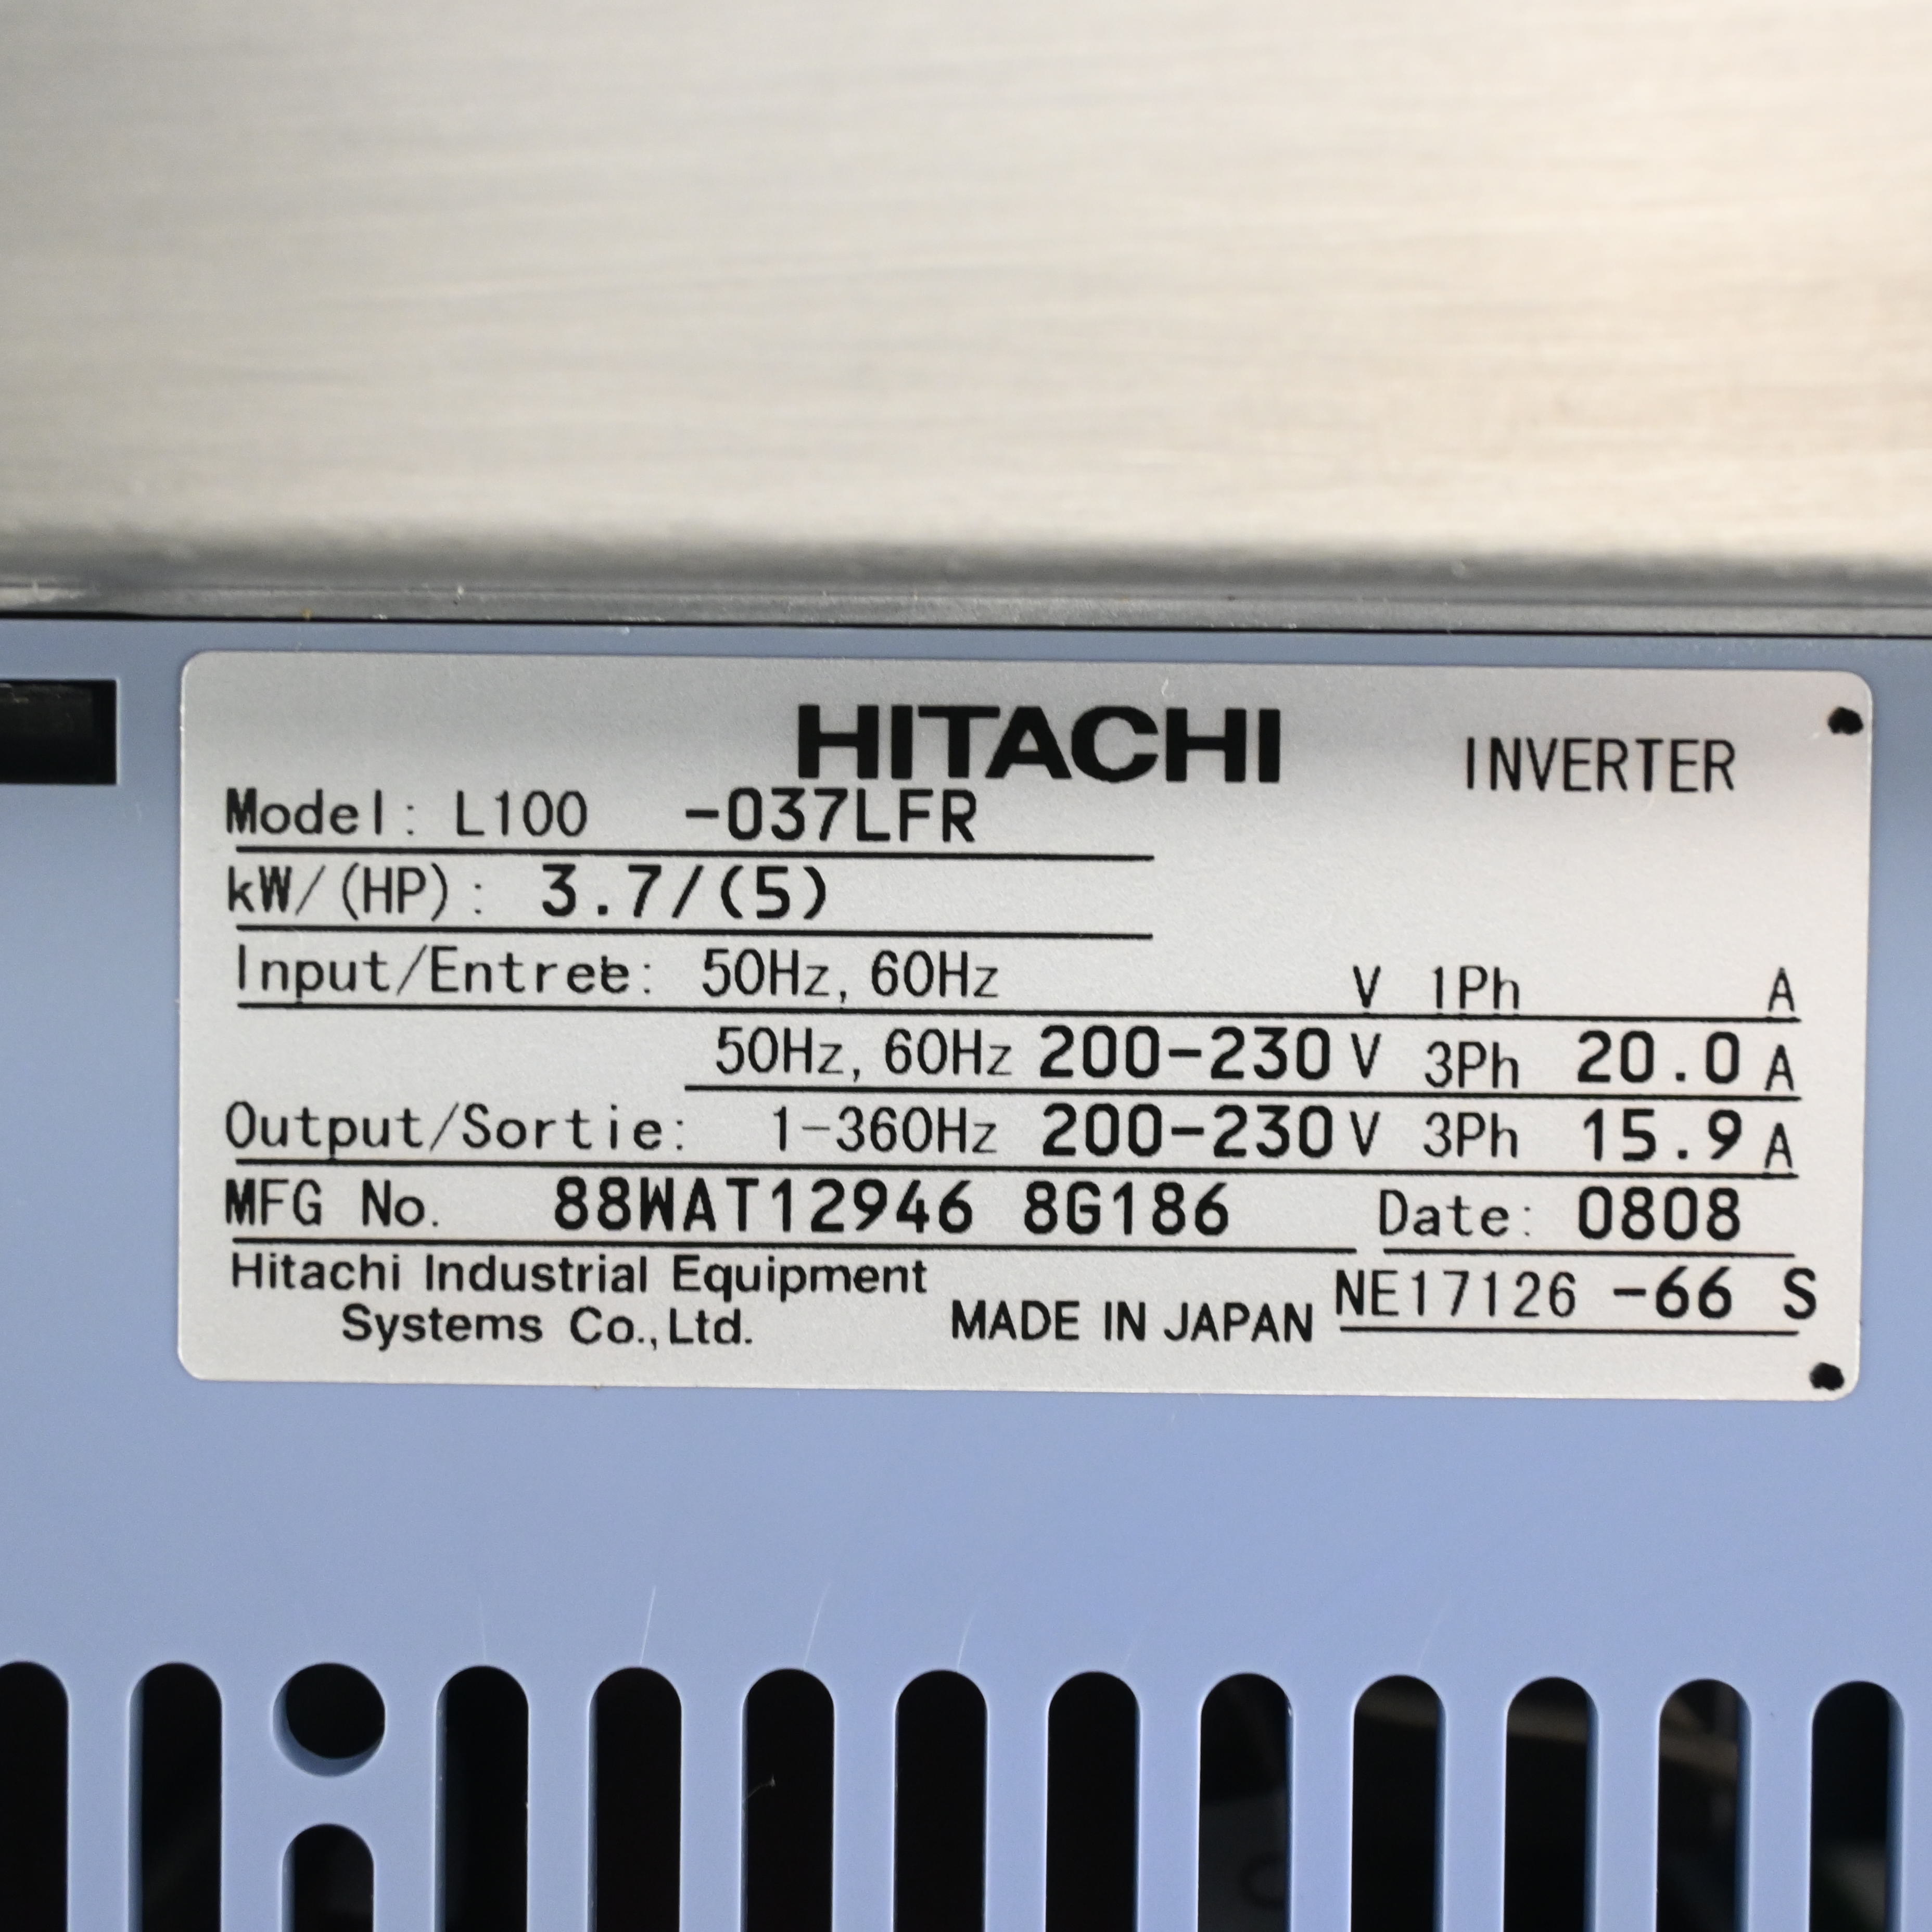 HITACHI INVERTER
Model: L100 -037LFR
kW/(HP): 3.7/(5)
Input/Entreé: 50Hz, 60Hz V 1Ph A
50Hz, 60Hz 200-230 V 3Ph 20.0 A
Output/Sortie: 1-360Hz 200-230 V 3Ph 15.9 A
MFG No. 88WAT12946 8G186 Date: 0808
Hitachi Industrial Equipment
Systems Co., Ltd. MADE IN JAPAN NE17126 -66 S